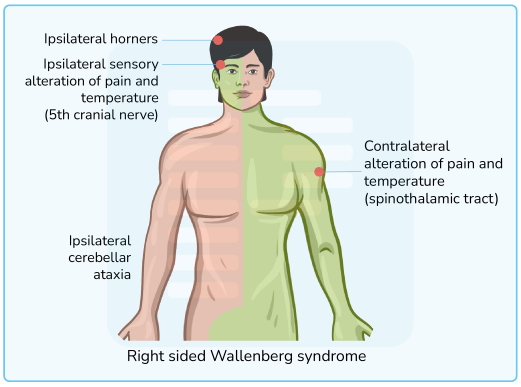 Ipsilateral horners
Ipsilateral sensory
alteration of pain and
temperature
(5th cranial nerve)
Contralateral
alteration of pain and
temperature
(spinothalamic tract)
Ipsilateral
cerebellar
ataxia
Right sided Wallenberg syndrome